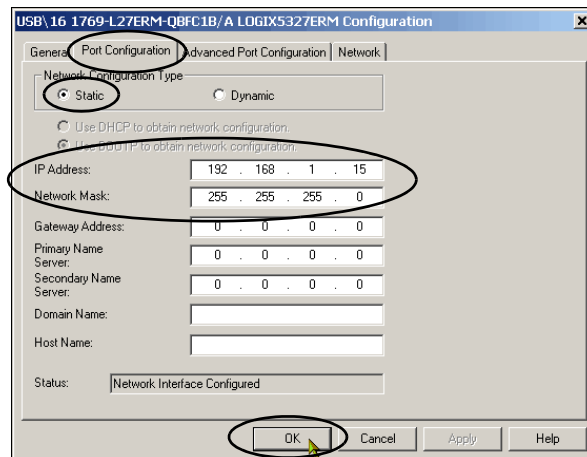 USB\16 1769-L27ERM-QBFC1B/A LOGIX5327ERM Configuration
General Port Configuration Advanced Port Configuration Network
Network Configuration Type
Static Dynamic
Use DHCP to obtain network configuration.
Use BOOTP to obtain network configuration.
IP Address: 192 . 168 . 1 . 15
Network Mask: 255 . 255 . 255 . 0
Gateway Address: 0 . 0 . 0 . 0
Primary Name
Server: 0 . 0 . 0 . 0
Secondary Name
Server: 0 . 0 . 0 . 0
Domain Name:
Host Name:
Status: Network Interface Configured
OK Cancel Apply Help